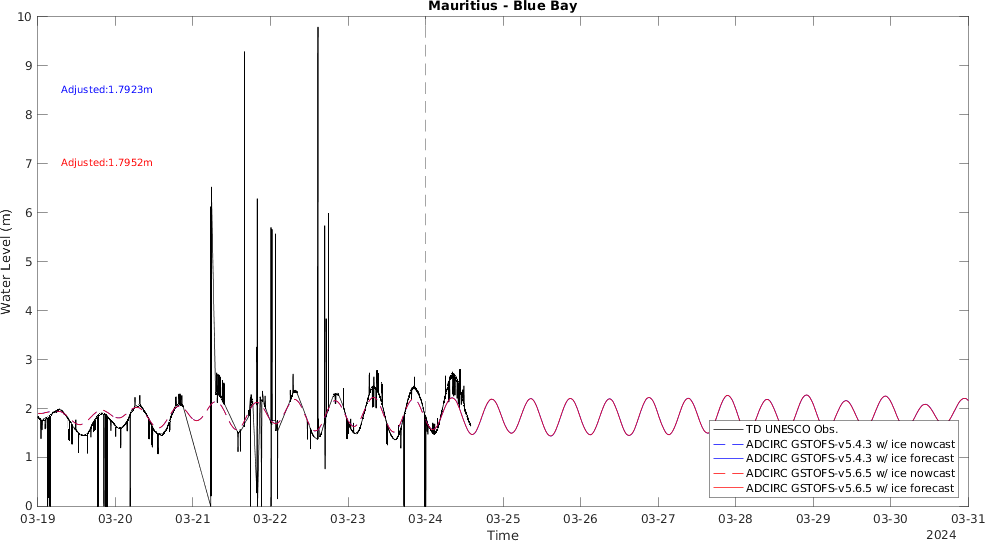 Mauritius - Blue Bay
10
9
8
7
6
5
4
3
2
1
0
Water Level (m)
Adjusted:1.7923m
Adjusted:1.7952m
TD UNESCO Obs.
ADCIRC GSTOFS-v5.4.3 w/ ice nowcast
ADCIRC GSTOFS-v5.4.3 w/ ice forecast
ADCIRC GSTOFS-v5.6.5 w/ ice nowcast
ADCIRC GSTOFS-v5.6.5 w/ ice forecast
03-19 03-20 03-21 03-22 03-23 03-24 03-25 03-26 03-27 03-28 03-29 03-30 03-31
Time
2024